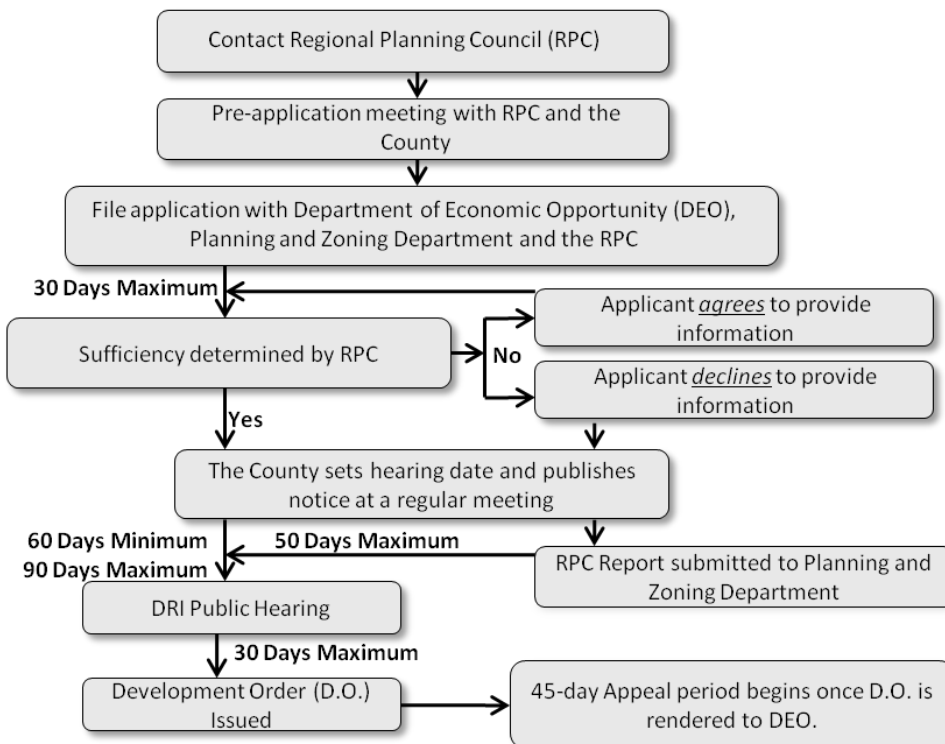 Contact Regional Planning Council (RPC)
Pre-application meeting with RPC and the
County
File application with Department of Economic Opportunity (DEO),
Planning and Zoning Department and the RPC
30 Days Maximum
Applicant agrees to provide
information
Sufficiency determined by RPC
No
Applicant declines to provide
information
Yes
The County sets hearing date and publishes
notice at a regular meeting
60 Days Minimum
90 Days Maximum
50 Days Maximum
RPC Report submitted to Planning and
Zoning Department
DRI Public Hearing
30 Days Maximum
Development Order (D.O.)
Issued
45-day Appeal period begins once D.O. is
rendered to DEO.